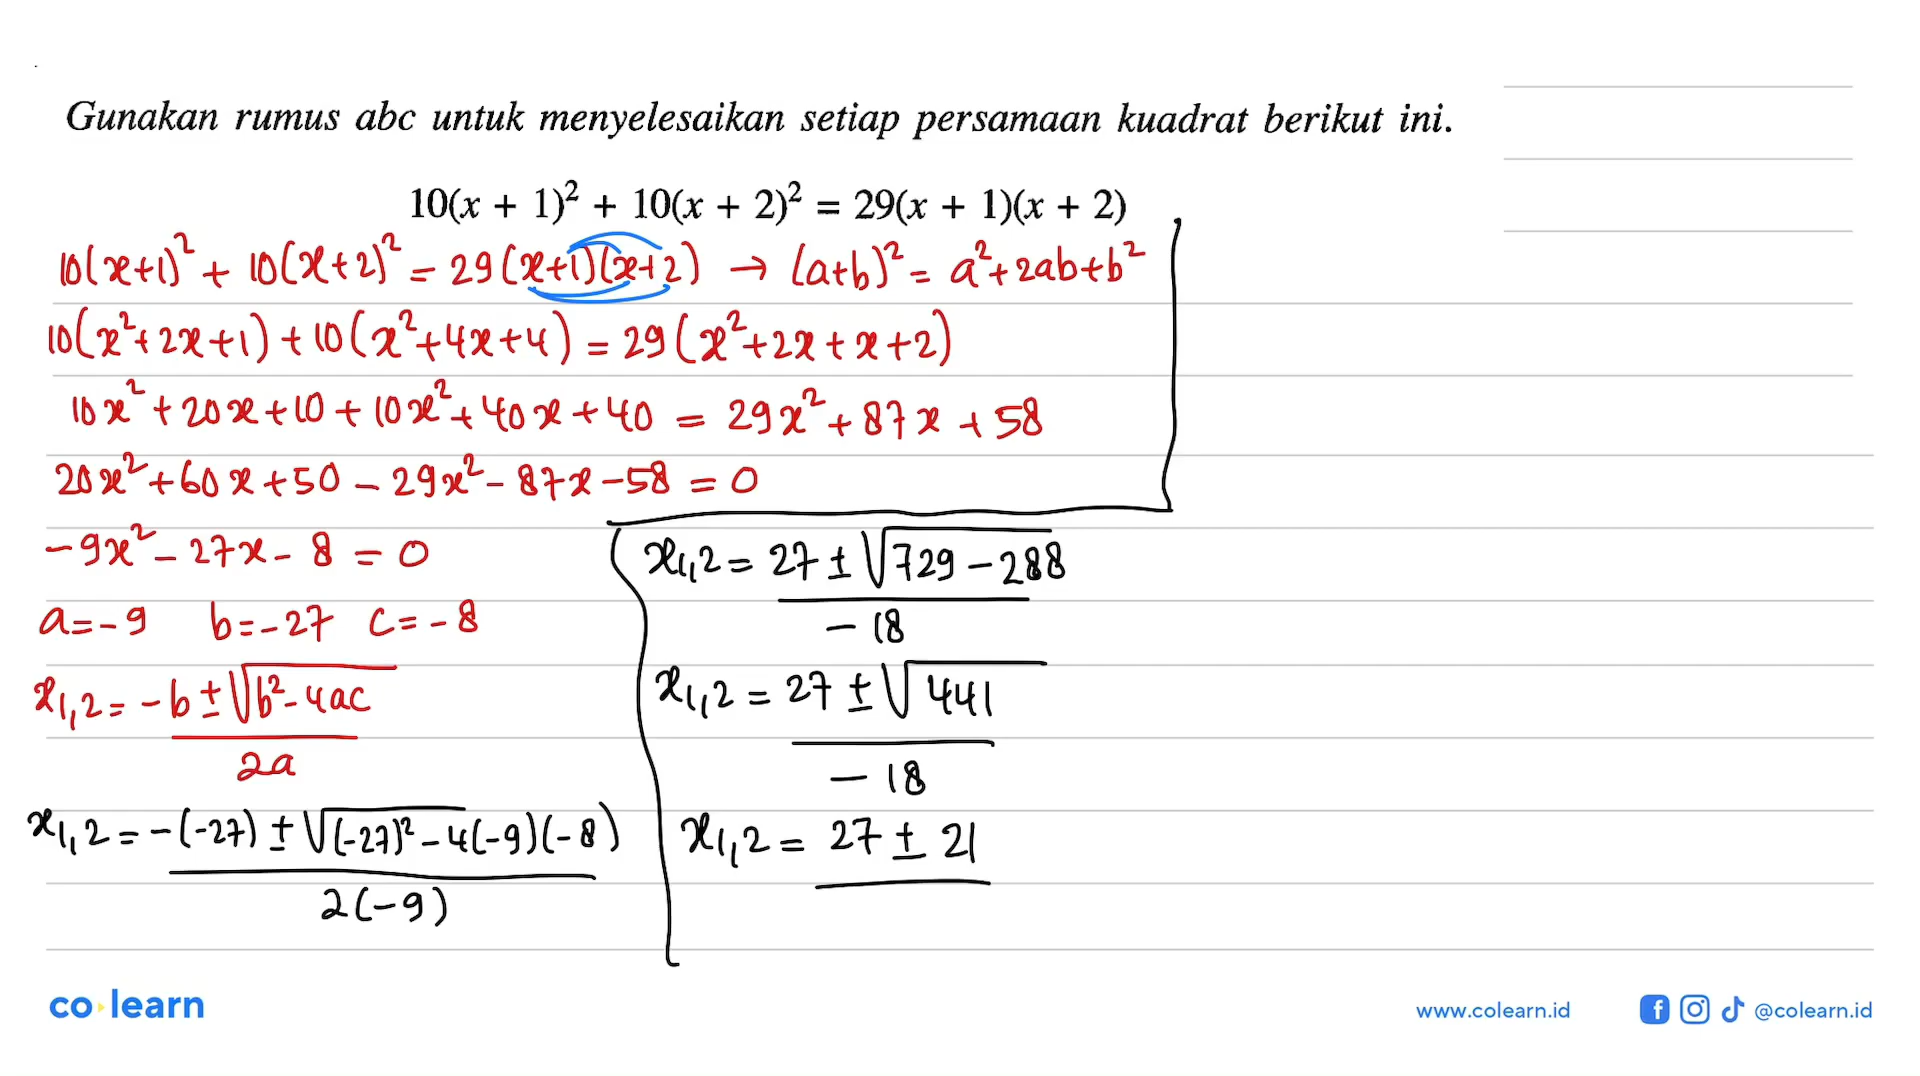 Gunakan rumus abc untuk menyelesaikan setiap persamaan kuadrat berikut ini.
10(x + 1)² + 10(x + 2)² = 29(x + 1)(x + 2)
10(x+1)² + 10(x+2)² = 29(x+1)(x+2) → (a+b)² = a²+2ab+b²
10(x²+2x+1)+10(x²+4x+4) = 29(x²+2x+x+2)
10x²+20x+10+10x²+40x+40 = 29x²+87x+58
20x²+60x+50-29x²-87x-58 = 0
-9x²-27x-8 = 0
a=-9 b=-27 c=-8
x1,2 = -b±√b²-4ac
2a
x1,2 = -(-27)±√(-27)²-4(-9)(-8)
2(-9)
x1,2 = 27±√729-288
-18
x1,2 = 27±√441
-18
x1,2 = 27±21
co learn
www.colearn.id
@colearn.id